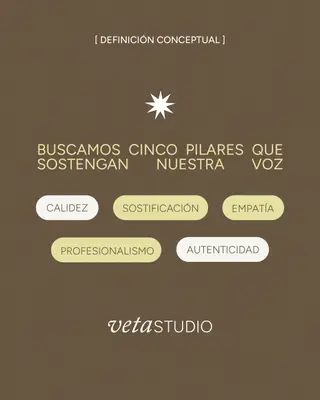 [ DEFINICIÓN CONCEPTUAL ]
BUSCAMOS CINCO PILARES QUE
SOSTENGAN NUESTRA VOZ
CALIDEZ
SOSTIFICACIÓN
EMPATÍA
PROFESIONALISMO
AUTENTICIDAD
vetaSTUDIO